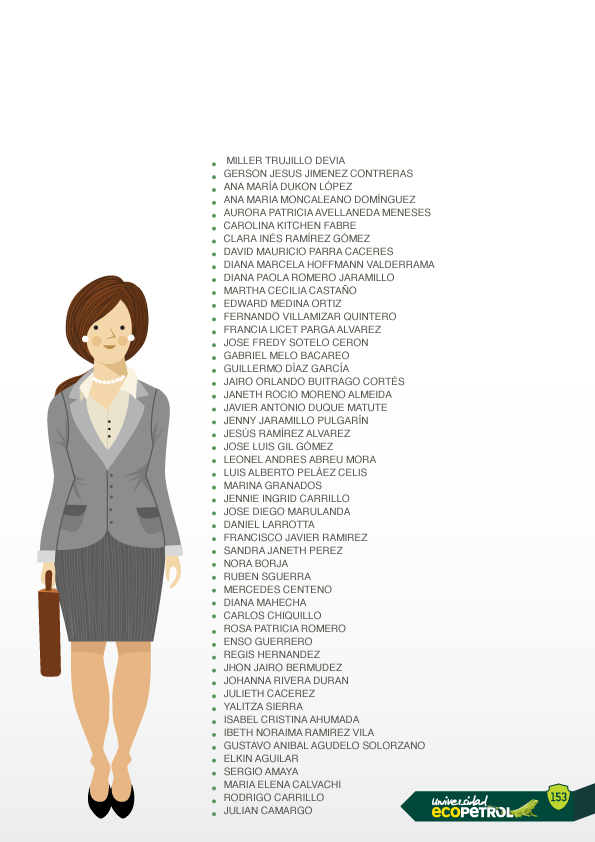 MILLER TRUJILLO DEVIA
GERSON JESUS JIMENEZ CONTRERAS
ANA MARÍA DUKON LÓPEZ
ANA MARIA MONCALEANO DOMÍNGUEZ
AURORA PATRICIA AVELLANEDA MENESES
CAROLINA KITCHEN FABRE
CLARA INÉS RAMÍREZ GÓMEZ
DAVID MAURICIO PARRA CACERES
DIANA MARCELA HOFFMANN VALDERRAMA
DIANA PAOLA ROMERO JARAMILLO
MARTHA CECILIA CASTAÑO
EDWARD MEDINA ORTIZ
FERNANDO VILLAMIZAR QUINTERO
FRANCIA LICET PARGA ALVAREZ
JOSE FREDY SOTELO CERON
GABRIEL MELO BACAREO
GUILLERMO DÍAZ GARCÍA
JAIRO ORLANDO BUITRAGO CORTÉS
JANETH ROCIO MORENO ALMEIDA
JAVIER ANTONIO DUQUE MATUTE
JENNY JARAMILLO PULGARÍN
JESÚS RAMÍREZ ALVAREZ
JOSE LUIS GIL GÓMEZ
LEONEL ANDRES ABREU MORA
LUIS ALBERTO PELÁEZ CELIS
MARINA GRANADOS
JENNIE INGRID CARRILLO
JOSE DIEGO MARULANDA
DANIEL LARROTTA
FRANCISCO JAVIER RAMIREZ
SANDRA JANETH PEREZ
NORA BORJA
RUBEN SGUERRA
MERCEDES CENTENO
DIANA MAHECHA
CARLOS CHIQUILLO
ROSA PATRICIA ROMERO
ENSO GUERRERO
REGIS HERNANDEZ
JHON JAIRO BERMUDEZ
JOHANNA RIVERA DURAN
JULIETH CACEREZ
YALITZA SIERRA
ISABEL CRISTINA AHUMADA
IBETH NORAIMA RAMIREZ VILA
GUSTAVO ANIBAL AGUDELO SOLORZANO
ELKIN AGUILAR
SERGIO AMAYA
MARIA ELENA CALVACHI
RODRIGO CARRILLO
JULIAN CAMARGO
Universidad
ECOPETROL
153